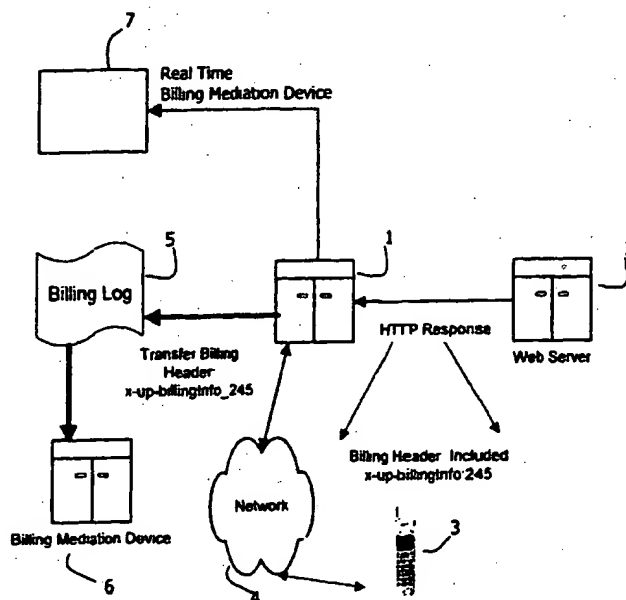 7
Real Time
Billing Mediation Device
5
1
Billing Log
HTTP Response
Web Server
Transfer Billing
Header
x-up-billingInfo_245
Billing Header Included
x-up-billingInfo:245
Network
3
Billing Mediation Device
6
4